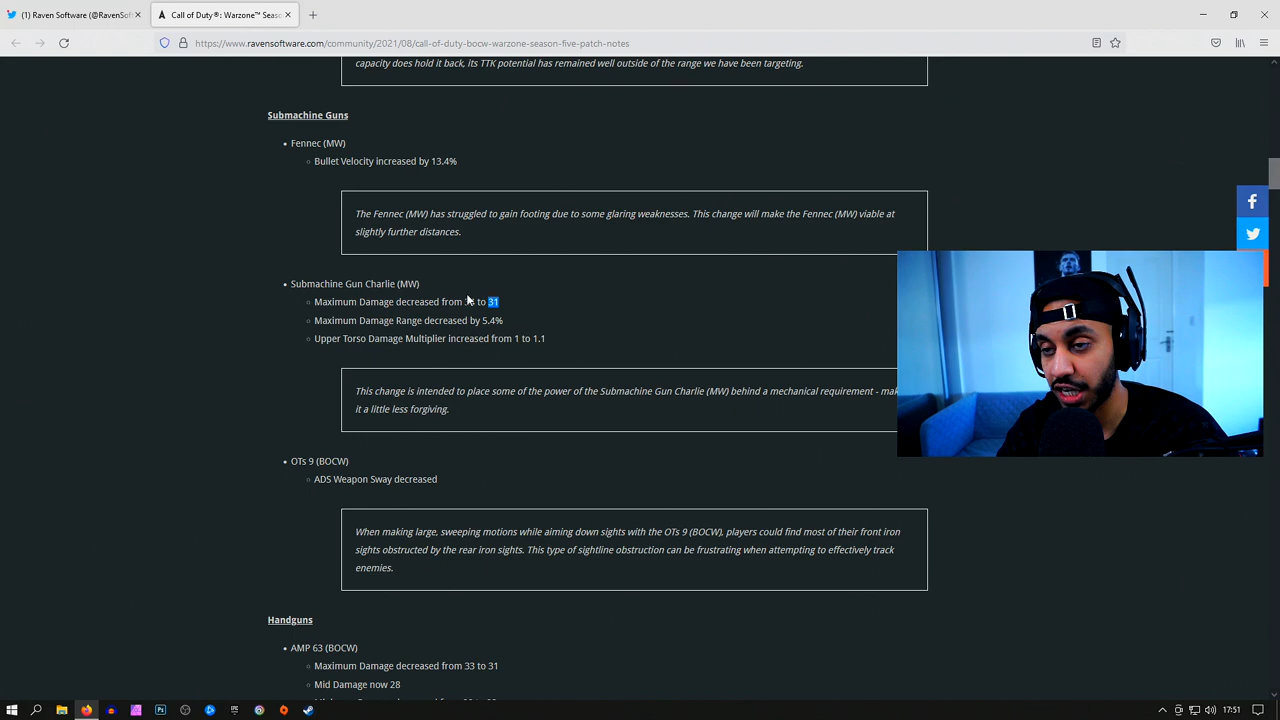 Raven Software (@RavenSoft
Call of Duty®: Warzone™ Seas
https://www.ravensoftware.com/community/2021/08/call-of-duty-bocw-warzone-season-five-patch-notes
capacity does hold it back, its TTK potential has remained well outside of the range we have been targeting.
Submachine Guns
Fennec (MW)
Bullet Velocity increased by 13.4%
The Fennec (MW) has struggled to gain footing due to some glaring weaknesses. This change will make the Fennec (MW) viable at
slightly further distances.
Submachine Gun Charlie (MW)
Maximum Damage decreased from to 31
Maximum Damage Range decreased by 5.4%
Upper Torso Damage Multiplier increased from 1 to 1.1
This change is intended to place some of the power of the Submachine Gun Charlie (MW) behind a mechanical requirement - mak
it a little less forgiving.
OTs 9 (BOCW)
ADS Weapon Sway decreased
When making large, sweeping motions while aiming down sights with the OTs 9 (BOCW), players could find most of their front iron
sights obstructed by the rear iron sights. This type of sightline obstruction can be frustrating when attempting to effectively track
enemies.
Handguns
AMP 63 (BOCW)
Maximum Damage decreased from 33 to 31
Mid Damage now 28
17:51